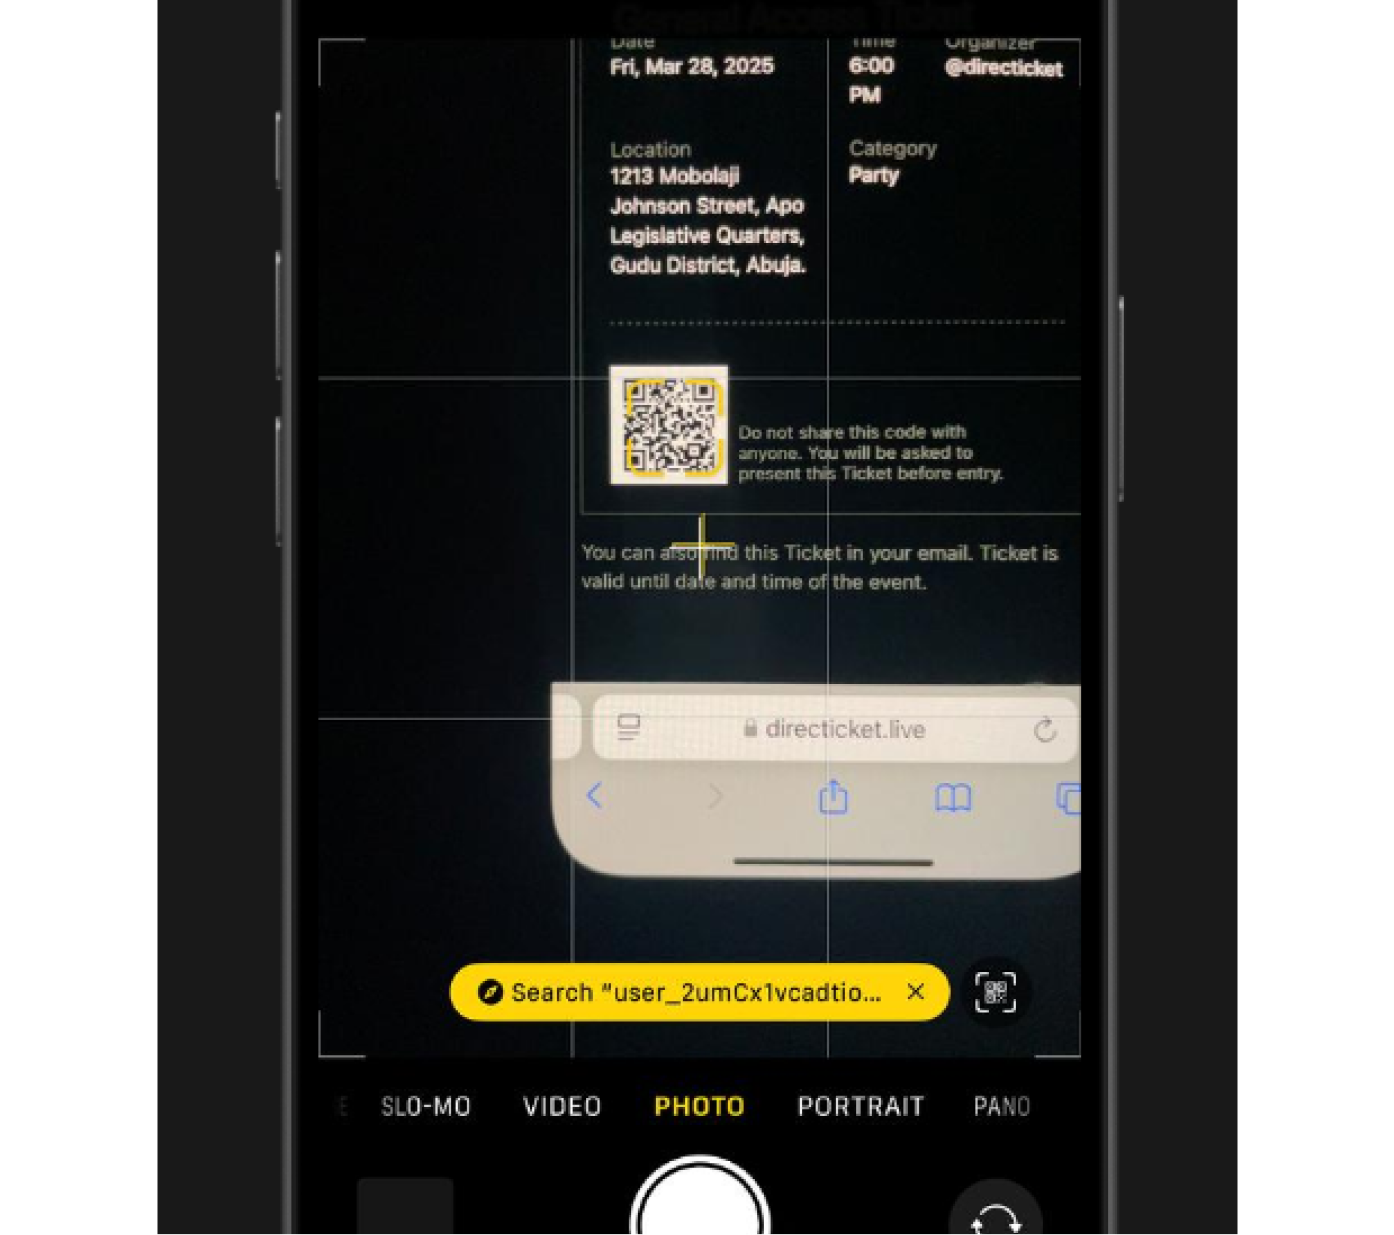 General Access Ticket
Date
Time
Organizer
Fri, Mar 28, 2025
6:00
PM
@directicket
Location
1213 Mobolaji
Johnson Street, Apo
Legislative Quarters,
Gudu District, Abuja.
Category
Party
Do not share this code with
anyone. You will be asked to
present this Ticket before entry.
You can also find this Ticket in your email. Ticket is
valid until date and time of the event.
directicket.live
Search “user_2umCx1vcadtio...
SLO-MO
VIDEO
PHOTO
PORTRAIT
PANO